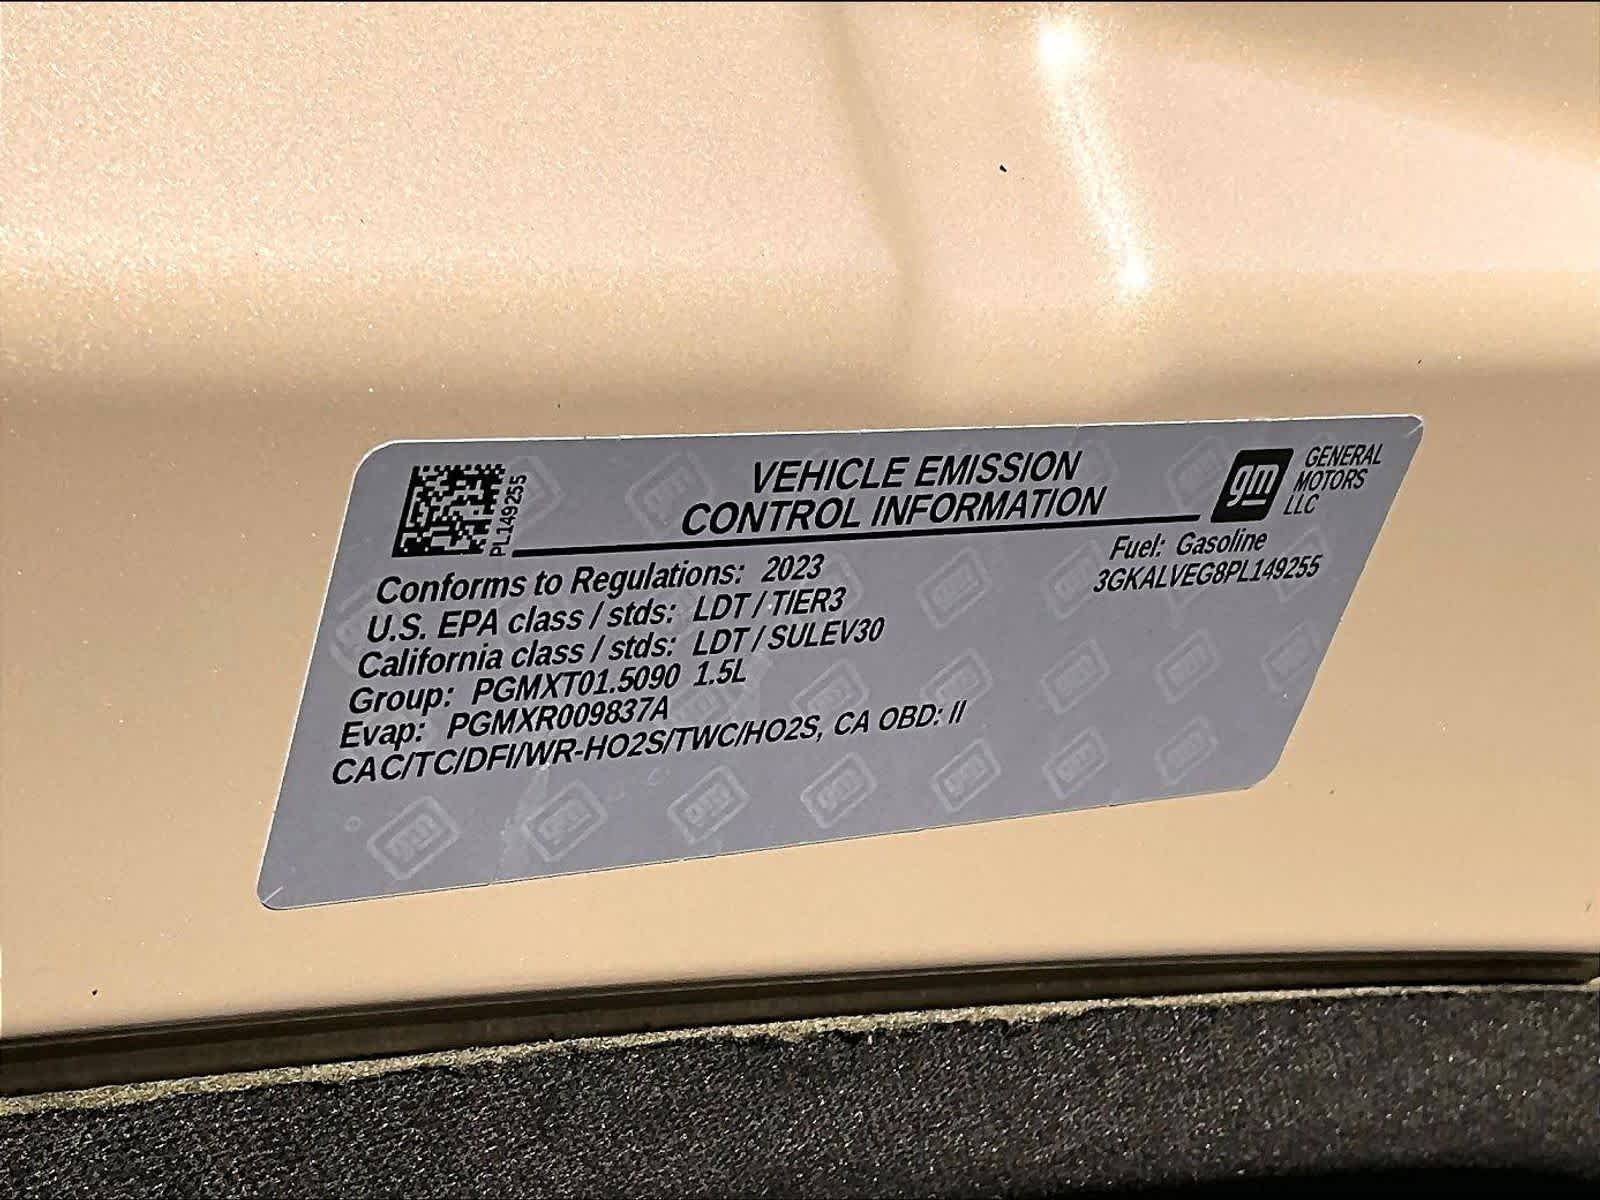 PL149255
VEHICLE EMISSION
CONTROL INFORMATION
gm GENERAL
MOTORS
LLC
Conforms to Regulations: 2023
U.S. EPA class / stds: LDT / TIER3
California class / stds: LDT / SULEV30
Group: PGMXT01.5090 1.5L
Evap: PGMXR009837A
CAC/TC/DFI/WR-HO2S/TWC/HO2S, CA OBD: II
Fuel: Gasoline
3GKALVEG8PL149255